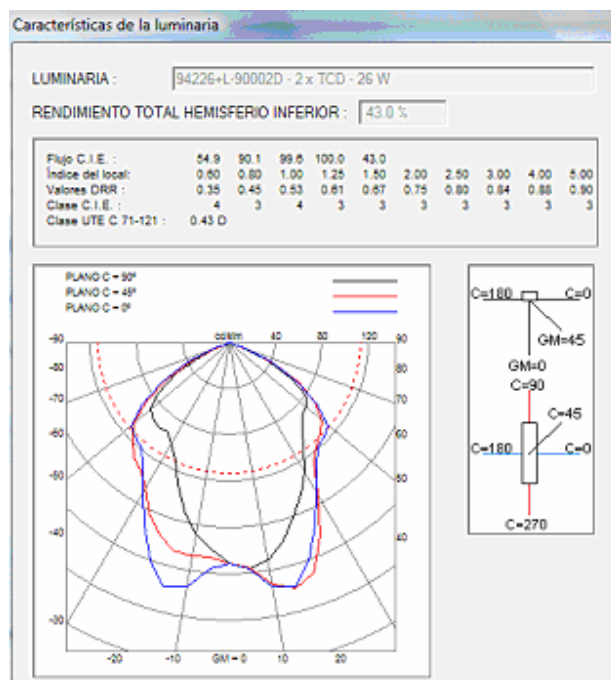 Características de la luminaria
LUMINARIA : 94226+L-90002D - 2 x TCD - 26 W
RENDIMIENTO TOTAL HEMISFERIO INFERIOR : 43.0 %
Flujo C.I.E. : 54.9 90.1 99.6 100.0 43.0
Índice del local: 0.60 0.80 1.00 1.25 1.50 2.00 2.50 3.00 4.00 5.00
Valores DRR : 0.35 0.45 0.53 0.61 0.67 0.75 0.80 0.84 0.88 0.90
Clase C.I.E. : 4 3 4 3 3 3 3 3 3 3
Clase UTE C 71-121 : 0.43 D
PLANO C = 90º
PLANO C = 45º
PLANO C = 0º
-90 cd/klm 40 80 120 90
-80 80
-70 70
-60 60
-50 50
-40 40
-30
-20 -10 GM = 0 10 20
C=180 C=0
GM=45
GM=0
C=90
C=45
C=180 C=0
C=270